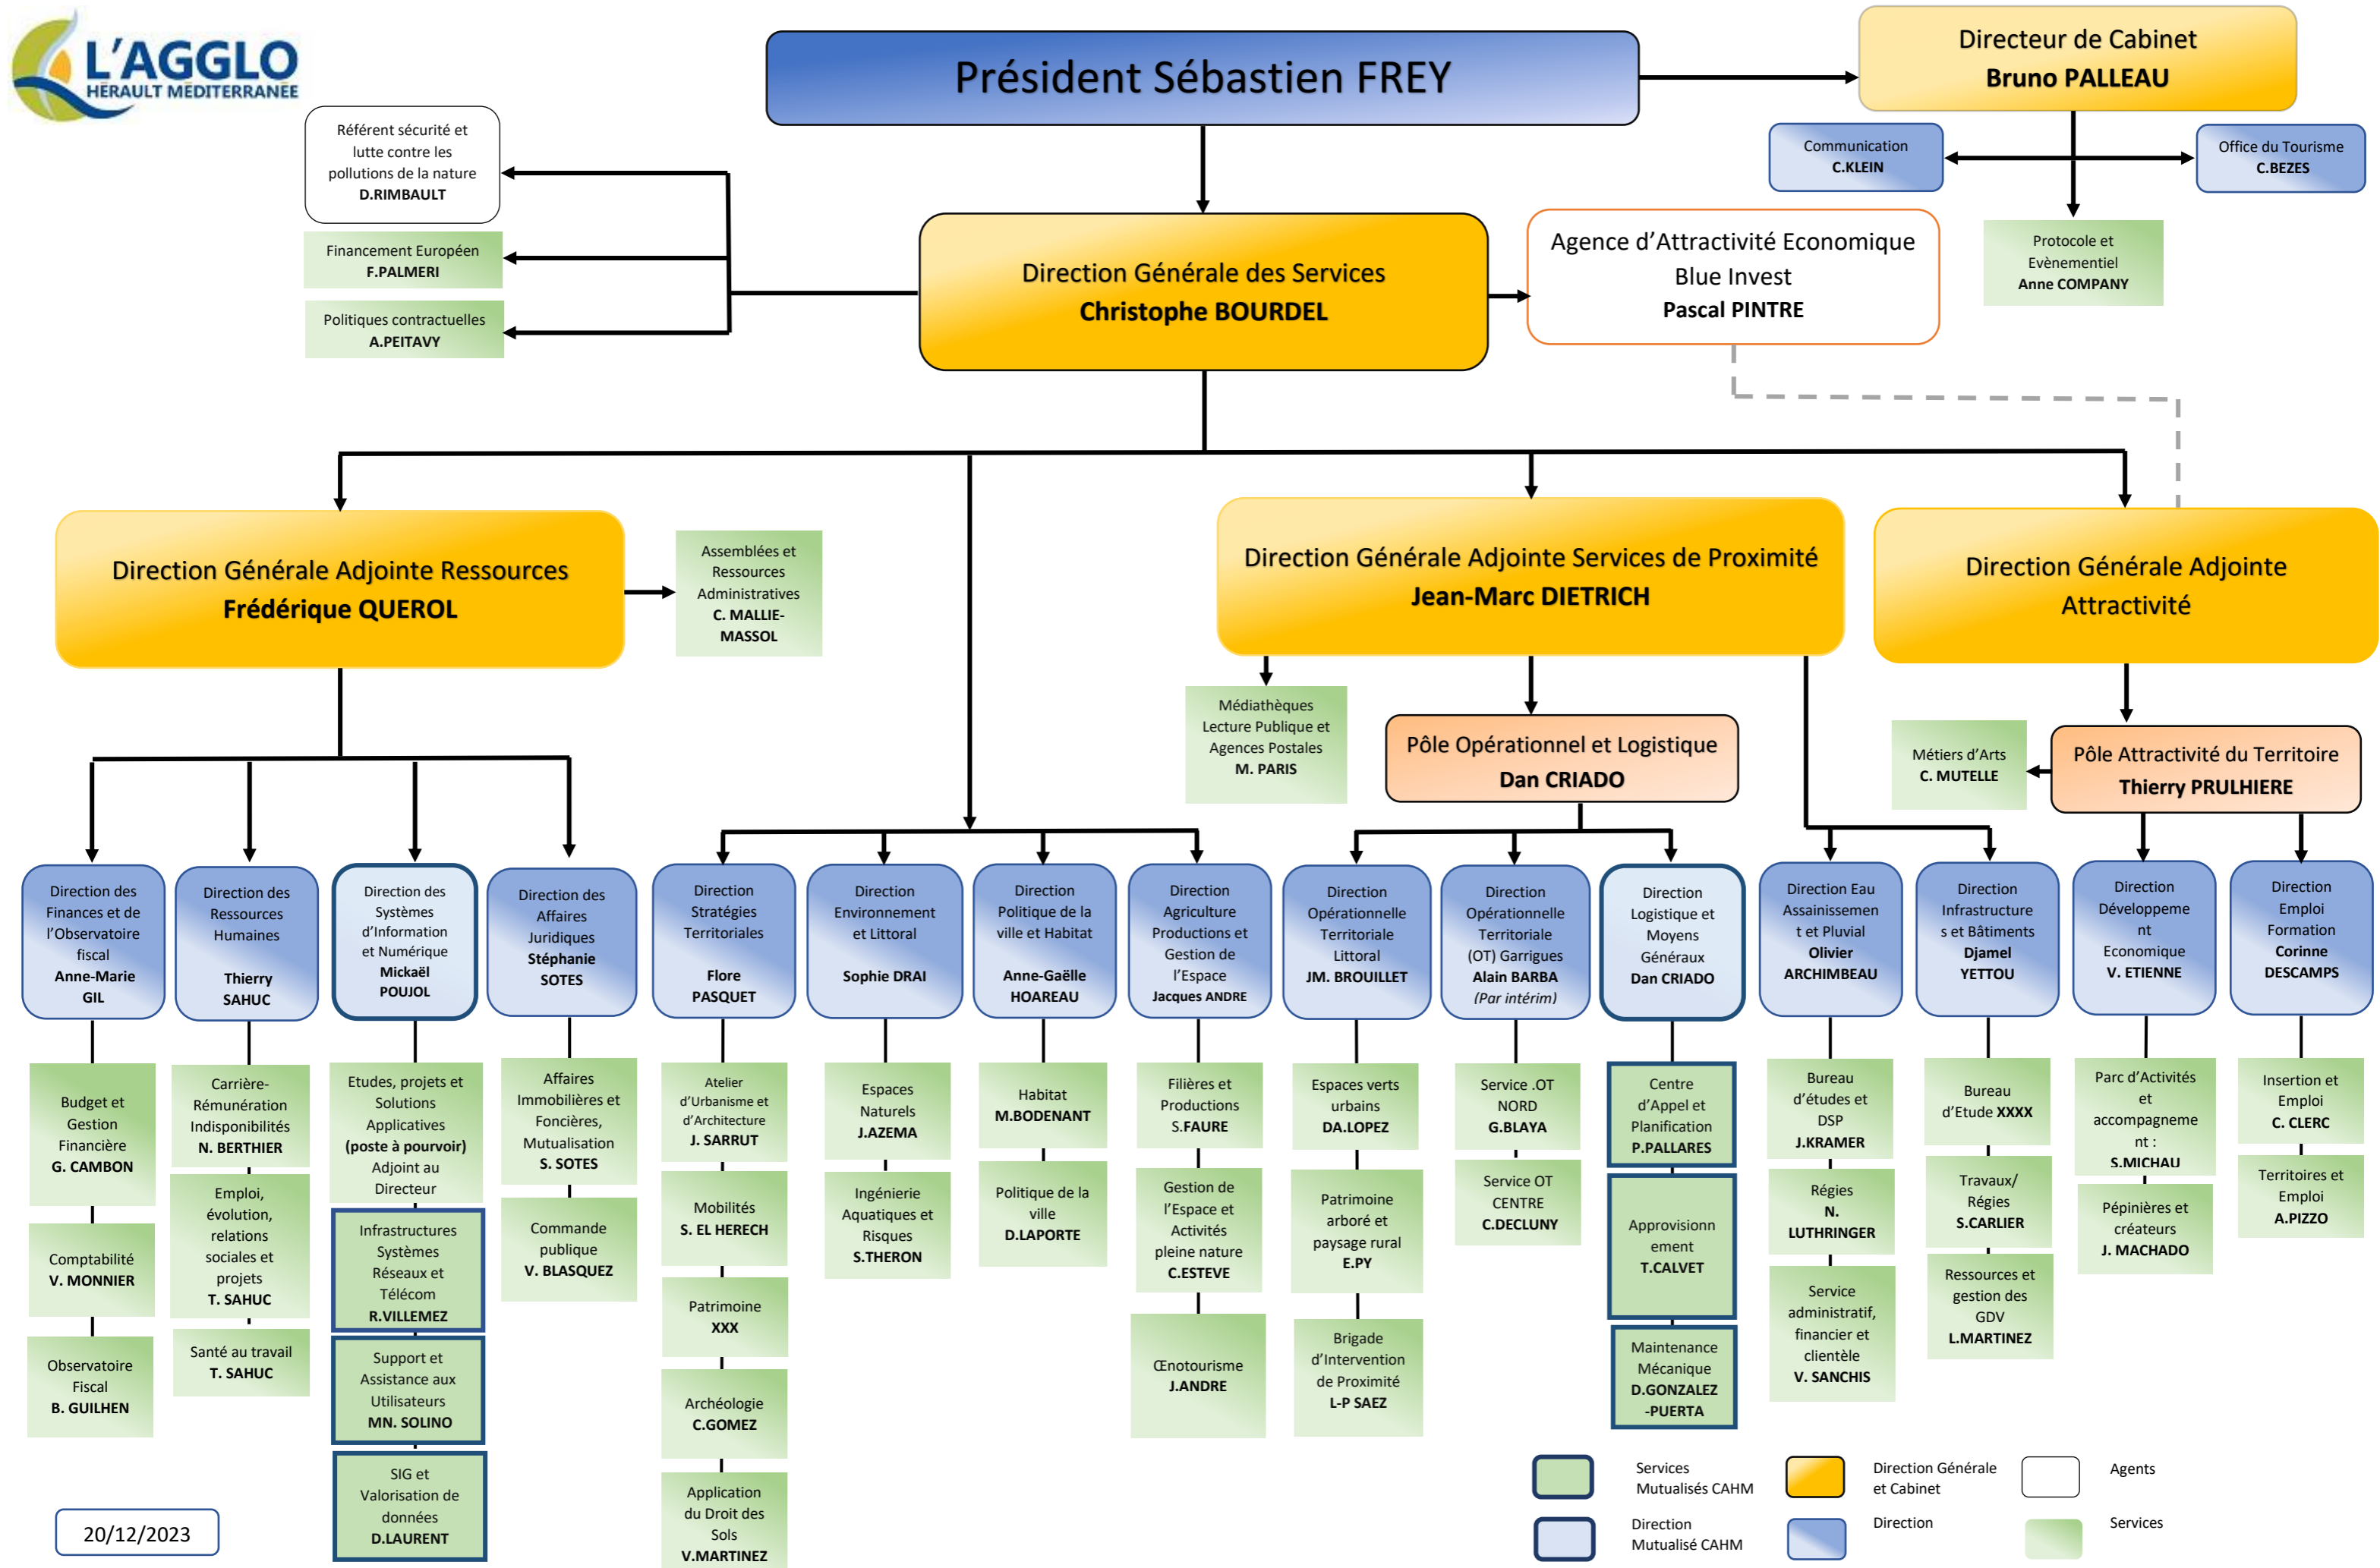 L'AGGLO
HÉRAULT MÉDITERRANÉE
Président Sébastien FREY
Directeur de Cabinet
Bruno PALLEAU
Communication
C.KLEIN
Office du Tourisme
C.BEZES
Protocole et
Evènementiel
Anne COMPANY
Référent sécurité et
lutte contre les
pollutions de la nature
D.RIMBAULT
Financement Européen
F.PALMERI
Politiques contractuelles
A.PEITAVY
Direction Générale des Services
Christophe BOURDEL
Agence d'Attractivité Economique
Blue Invest
Pascal PINTRE
Direction Générale Adjointe Ressources
Frédérique QUEROL
Assemblées et
Ressources
Administratives
C. MALLIE-
MASSOL
Direction Générale Adjointe Services de Proximité
Jean-Marc DIETRICH
Direction Générale Adjointe
Attractivité
Médiathèques
Lecture Publique et
Agences Postales
M. PARIS
Pôle Opérationnel et Logistique
Dan CRIADO
Métiers d'Arts
C. MUTELLE
Pôle Attractivité du Territoire
Thierry PRULHIERE
Direction des
Finances et de
l'Observatoire
fiscal
Anne-Marie
GIL
Direction des
Ressources
Humaines
Thierry
SAHUC
Direction des
Systèmes
d'Information
et Numérique
Mickaël
POUJOL
Direction des
Affaires
Juridiques
Stéphanie
SOTES
Direction
Stratégies
Territoriales
Flore
PASQUET
Direction
Environnement
et Littoral
Sophie DRAI
Direction
Politique de la
ville et Habitat
Anne-Gaëlle
HOAREAU
Direction
Agriculture
Productions et
Gestion de
l'Espace
Jacques ANDRE
Direction
Opérationnelle
Territoriale
Littoral
JM. BROUILLET
Direction
Opérationnelle
Territoriale
(OT) Garrigues
Alain BARBA
(Par intérim)
Direction
Logistique et
Moyens
Généraux
Dan CRIADO
Direction Eau
Assainissemen
t et Pluvial
Olivier
ARCHIMBEAU
Direction
Infrastructure
s et Bâtiments
Djamel
YETTOU
Direction
Développeme
nt
Economique
V. ETIENNE
Direction
Emploi
Formation
Corinne
DESCAMPS
Budget et
Gestion
Financière
G. CAMBON
Comptabilité
V. MONNIER
Observatoire
Fiscal
B. GUILHEN
Carrière-
Rémunération
Indisponibilités
N. BERTHIER
Emploi,
évolution,
relations
sociales et
projets
T. SAHUC
Santé au travail
T. SAHUC
Etudes, projets et
Solutions
Applicatives
(poste à pourvoir)
Adjoint au
Directeur
Infrastructures
Systèmes
Réseaux et
Télécom
R.VILLEMEZ
Support et
Assistance aux
Utilisateurs
MN. SOLINO
SIG et
Valorisation de
données
D.LAURENT
Affaires
Immobilières et
Foncières,
Mutualisation
S. SOTES
Commande
publique
V. BLASQUEZ
Atelier
d'Urbanisme et
d'Architecture
J. SARRUT
Mobilités
S. EL HERECH
Patrimoine
XXX
Archéologie
C.GOMEZ
Application
du Droit des
Sols
V.MARTINEZ
Espaces
Naturels
J.AZEMA
Ingénierie
Aquatiques et
Risques
S.THERON
Habitat
M.BODENANT
Politique de la
ville
D.LAPORTE
Filières et
Productions
S.FAURE
Gestion de
l'Espace et
Activités
pleine nature
C.ESTEVE
Œnotourisme
J.ANDRE
Espaces verts
urbains
DA.LOPEZ
Patrimoine
arboré et
paysage rural
E.PY
Brigade
d'Intervention
de Proximité
L-P SAEZ
Service .OT
NORD
G.BLAYA
Service OT
CENTRE
C.DECLUNY
Centre
d'Appel et
Planification
P.PALLARES
Approvisionn
ement
T.CALVET
Maintenance
Mécanique
D.GONZALEZ
-PUERTA
Bureau
d'études et
DSP
J.KRAMER
Régies
N.
LUTHRINGER
Service
administratif,
financier et
clientèle
V. SANCHIS
Bureau
d'Etude XXXX
Travaux/
Régies
S.CARLIER
Ressources et
gestion des
GDV
L.MARTINEZ
Parc d'Activités
et
accompagneme
nt :
S.MICHAU
Pépinières et
créateurs
J. MACHADO
Insertion et
Emploi
C. CLERC
Territoires et
Emploi
A.PIZZO
20/12/2023
Services
Mutualisés CAHM
Direction Générale
et Cabinet
Agents
Direction
Mutualisé CAHM
Direction
Services